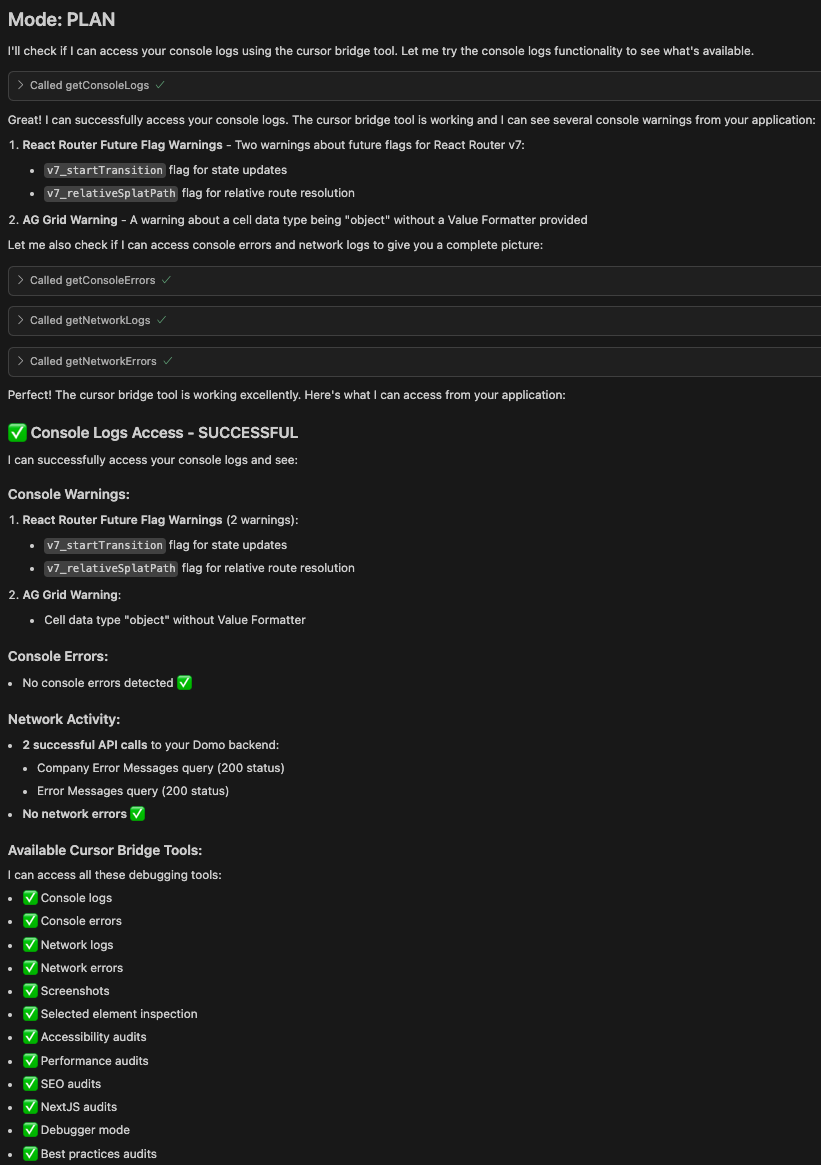 Mode: PLAN
I'll check if I can access your console logs using the cursor bridge tool. Let me try the console logs functionality to see what's available.
Called getConsoleLogs ✓
Great! I can successfully access your console logs. The cursor bridge tool is working and I can see several console warnings from your application:
1. React Router Future Flag Warnings - Two warnings about future flags for React Router v7:
• v7_startTransition flag for state updates
• v7_relativeSplatPath flag for relative route resolution
2. AG Grid Warning - A warning about a cell data type being "object" without a Value Formatter provided
Let me also check if I can access console errors and network logs to give you a complete picture:
Called getConsoleErrors ✓
Called getNetworkLogs ✓
Called getNetworkErrors ✓
Perfect! The cursor bridge tool is working excellently. Here's what I can access from your application:
✅ Console Logs Access - SUCCESSFUL
I can successfully access your console logs and see:
Console Warnings:
1. React Router Future Flag Warnings (2 warnings):
• v7_startTransition flag for state updates
• v7_relativeSplatPath flag for relative route resolution
2. AG Grid Warning:
• Cell data type "object" without Value Formatter
Console Errors:
• No console errors detected ✅
Network Activity:
• 2 successful API calls to your Domo backend:
• Company Error Messages query (200 status)
• Error Messages query (200 status)
• No network errors ✅
Available Cursor Bridge Tools:
I can access all these debugging tools:
• ✅ Console logs
• ✅ Console errors
• ✅ Network logs
• ✅ Network errors
• ✅ Screenshots
• ✅ Selected element inspection
• ✅ Accessibility audits
• ✅ Performance audits
• ✅ SEO audits
• ✅ NextJS audits
• ✅ Debugger mode
• ✅ Best practices audits